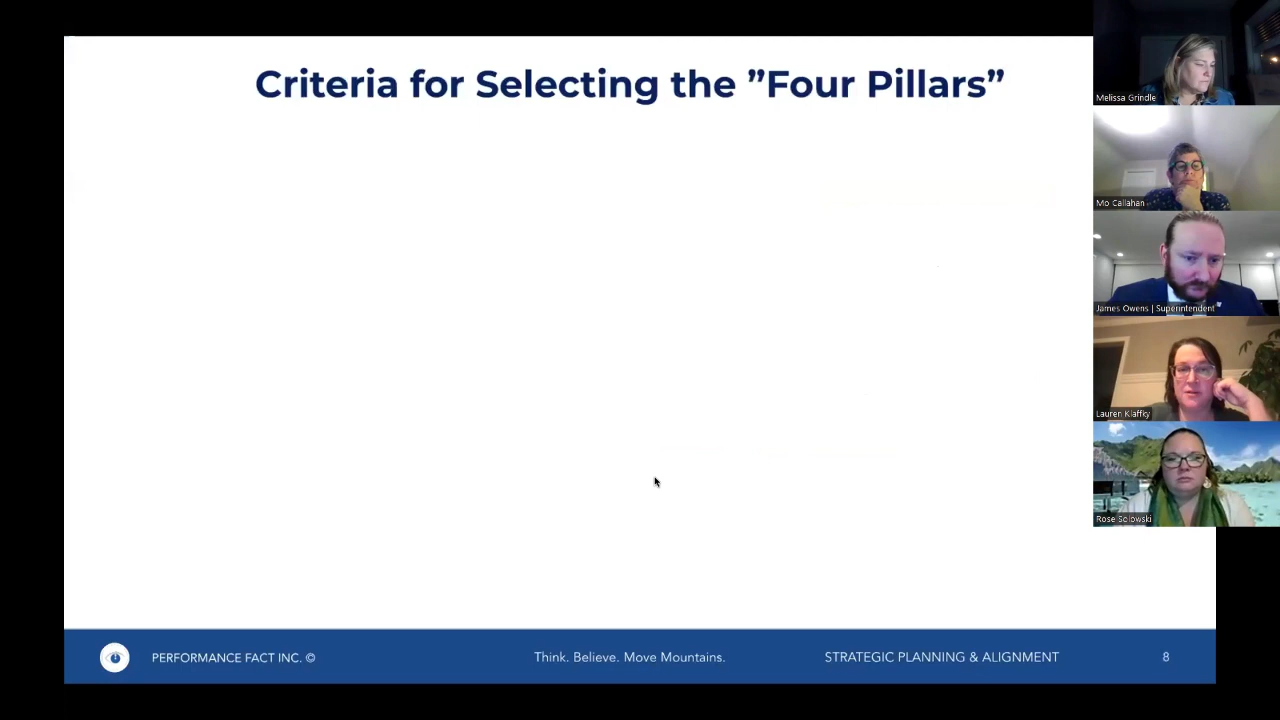 Criteria for Selecting the ”Four Pillars”
Melissa Grindle
Mo Callahan
James Owens | Superintendent
Lauren Klaffky
Rose Solowski
PERFORMANCE FACT INC. ©
Think. Believe. Move Mountains.
STRATEGIC PLANNING & ALIGNMENT
8